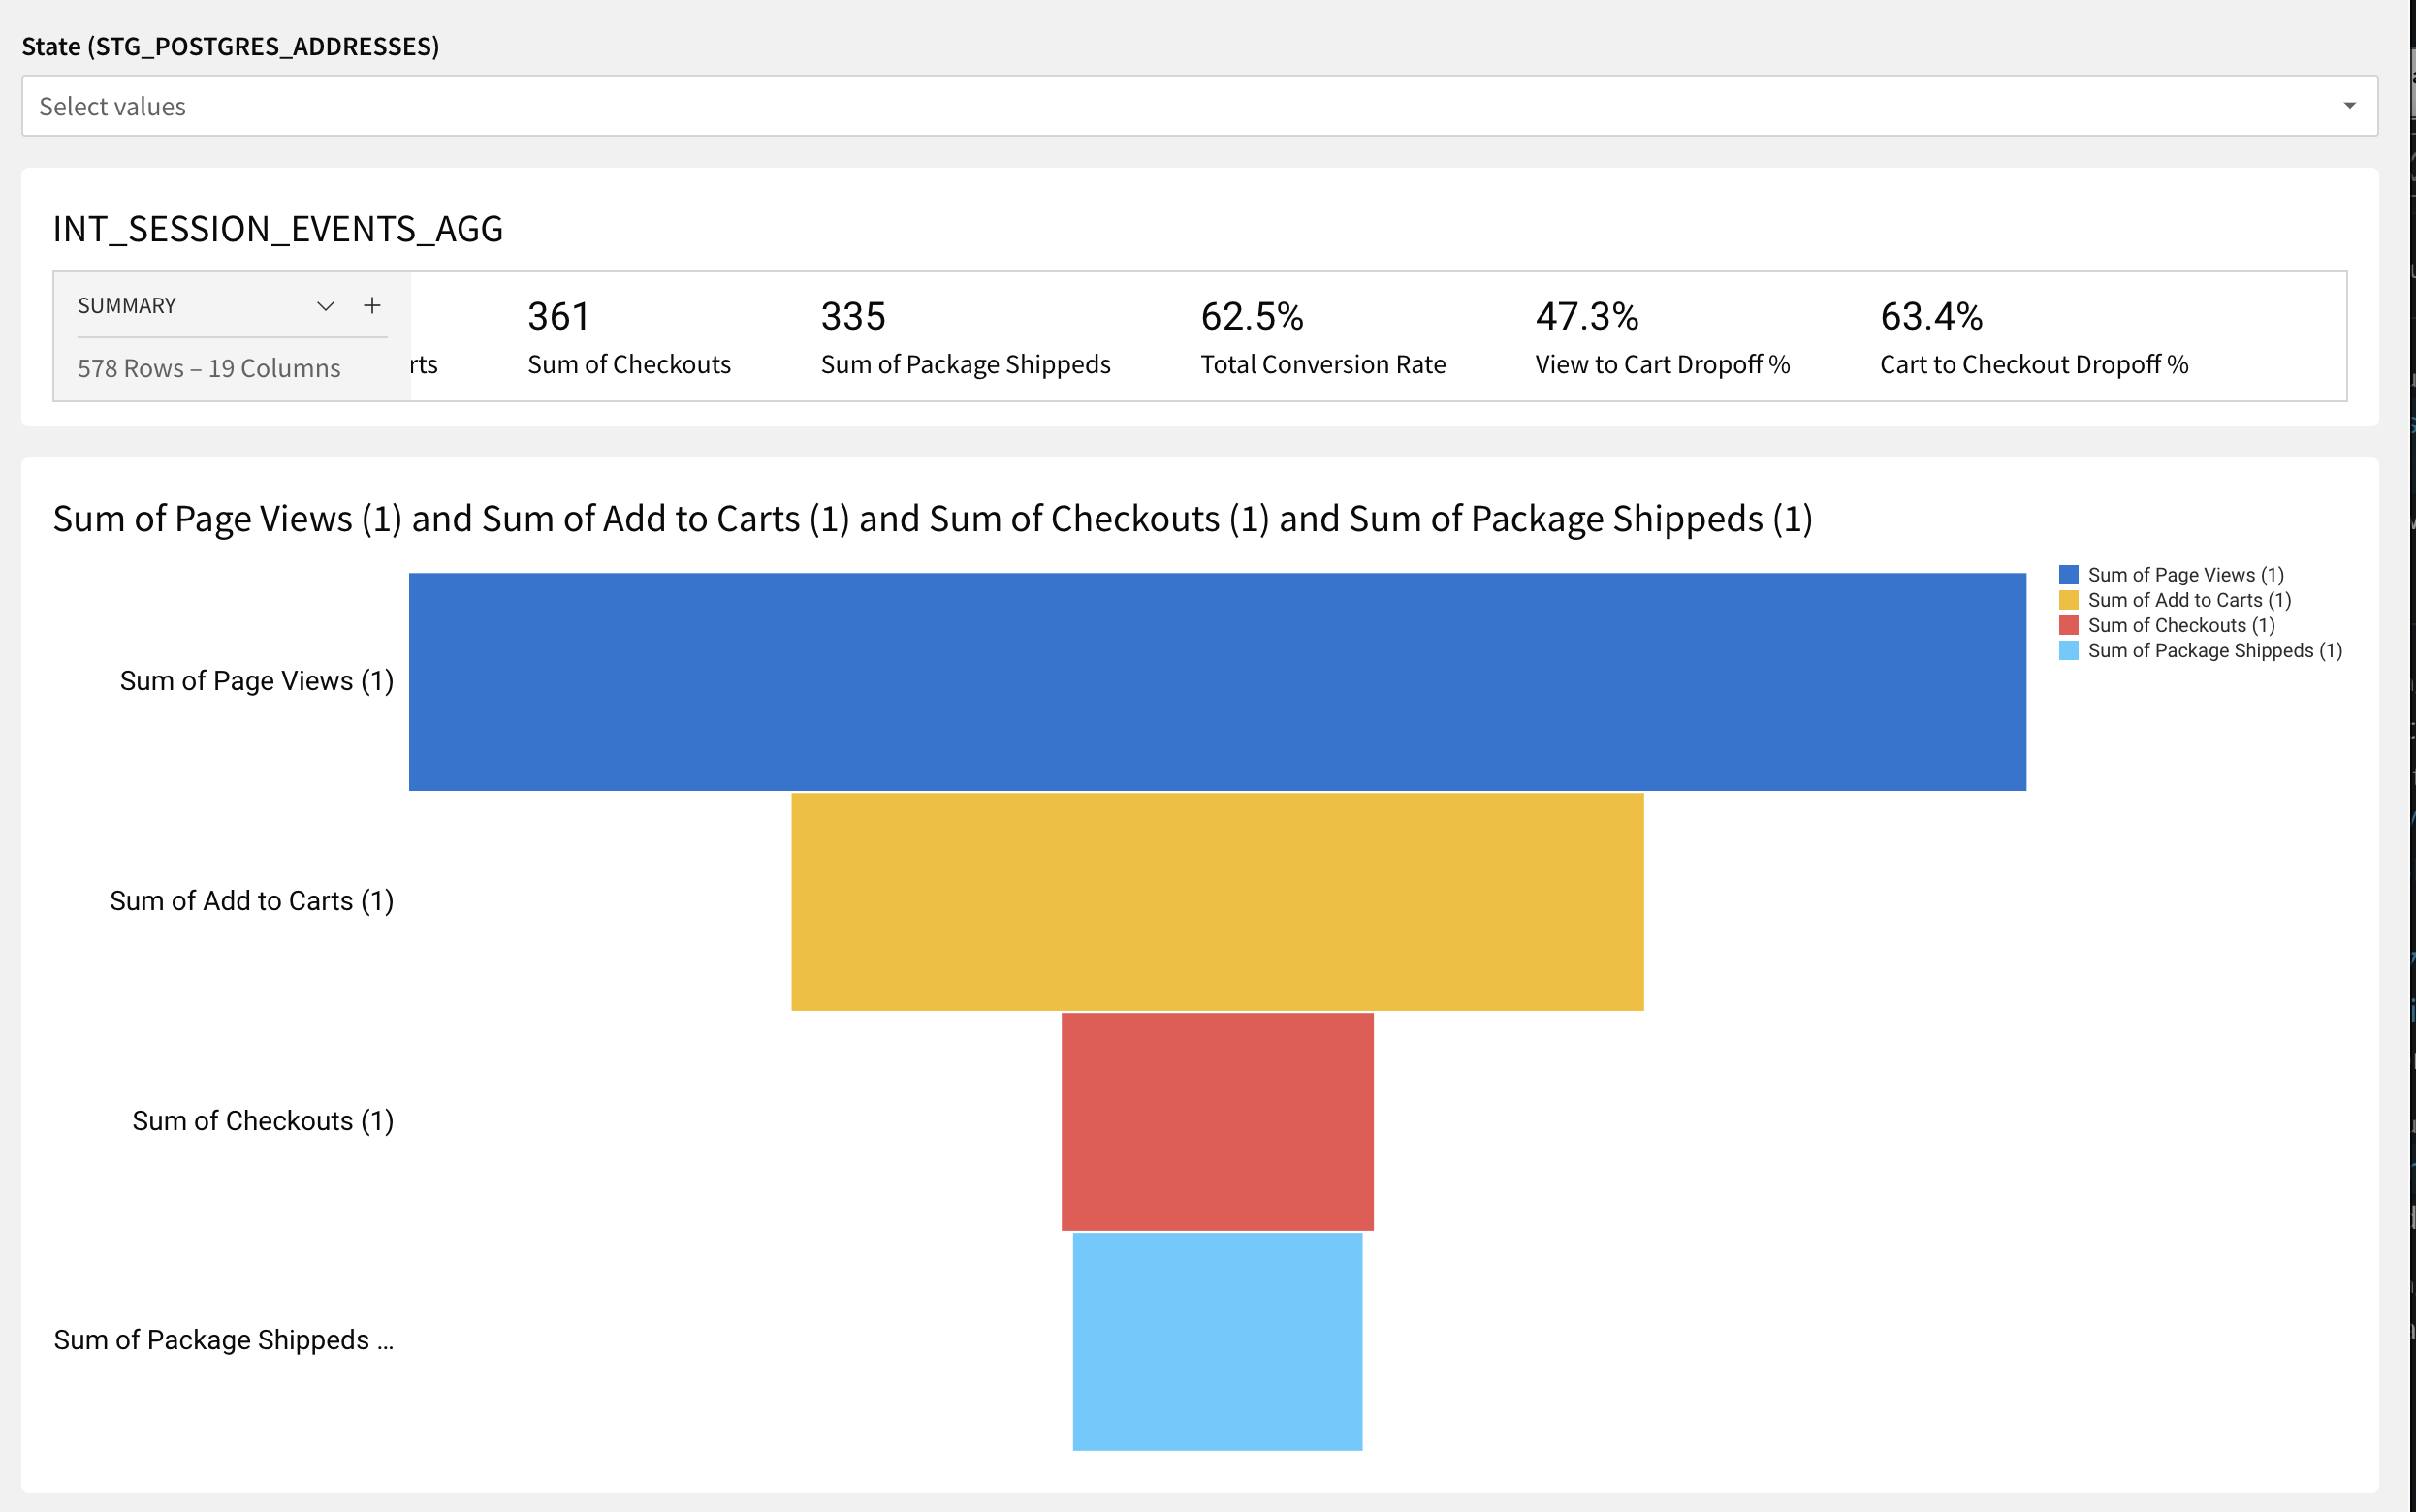 State (STG_POSTGRES_ADDRESSES)
Select values
INT_SESSION_EVENTS_AGG
SUMMARY
578 Rows – 19 Columns
rts
361
Sum of Checkouts
335
Sum of Package Shippeds
62.5%
Total Conversion Rate
47.3%
View to Cart Dropoff %
63.4%
Cart to Checkout Dropoff %
Sum of Page Views (1) and Sum of Add to Carts (1) and Sum of Checkouts (1) and Sum of Package Shippeds (1)
Sum of Page Views (1)
Sum of Add to Carts (1)
Sum of Checkouts (1)
Sum of Package Shippeds (1)
Sum of Page Views (1)
Sum of Add to Carts (1)
Sum of Checkouts (1)
Sum of Package Shippeds ...